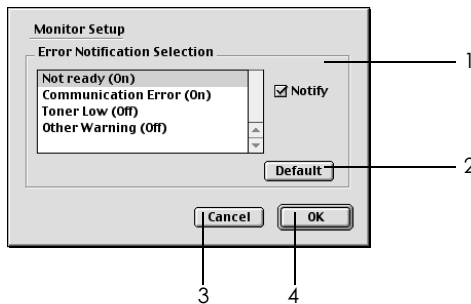 Monitor Setup
Error Notification Selection
1
Not ready (On)
Communication Error (On)
Notify
Toner Low (Off)
Other Warning (Off)
Default
2
Cancel
OK
3
4